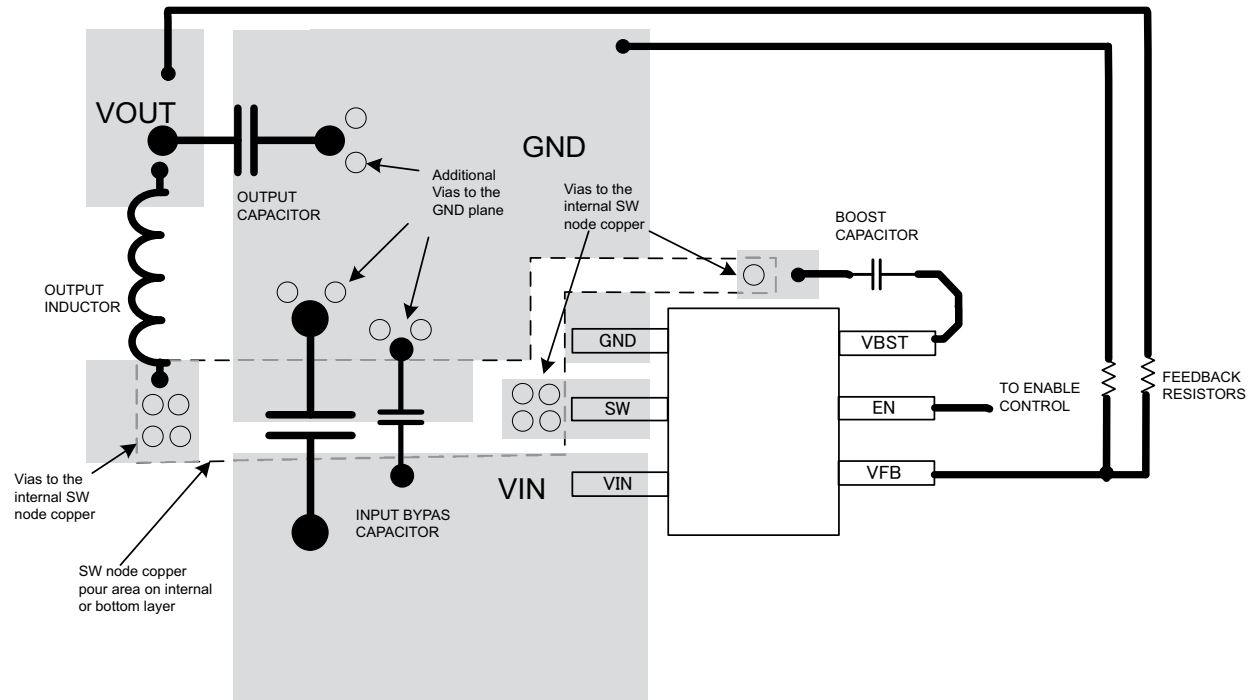 VOUT
GND
OUTPUT
CAPACITOR
Additional
Vias to the
GND plane
Vias to the
internal SW
node copper
BOOST
CAPACITOR
OUTPUT
INDUCTOR
GND
VBST
SW
EN
TO ENABLE
CONTROL
FEEDBACK
RESISTORS
VIN
VIN
VFB
Vias to the
internal SW
node copper
INPUT BYPAS
CAPACITOR
SW node copper
pour area on internal
or bottom layer